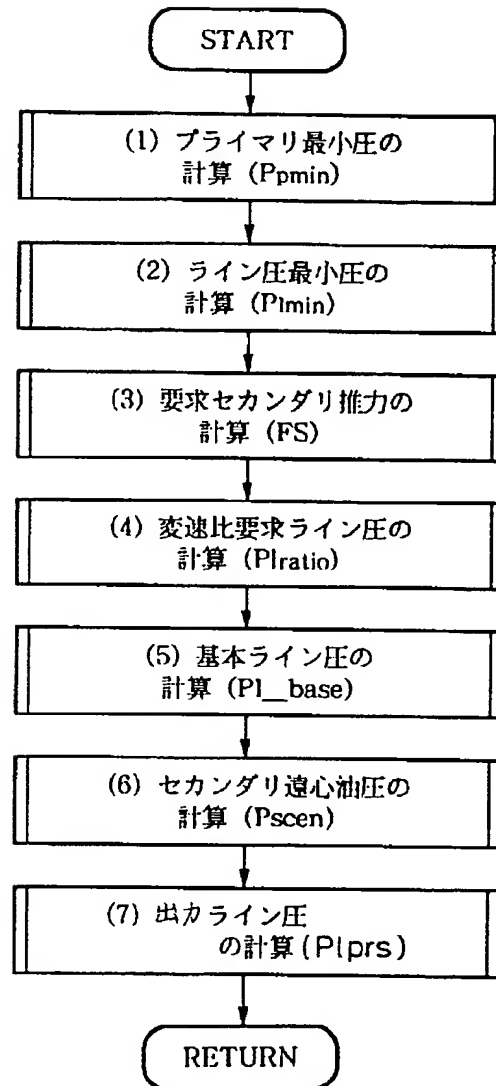 START
(1) プライマリ最小圧の
計算 (Ppmin)
(2) ライン圧最小圧の
計算 (Plmin)
(3) 要求セカンダリ推力の
計算 (FS)
(4) 変速比要求ライン圧の
計算 (Plratio)
(5) 基本ライン圧の
計算 (Pl__base)
(6) セカンダリ遠心油圧の
計算 (Pscen)
(7) 出力ライン圧
の計算(Plprs)
RETURN